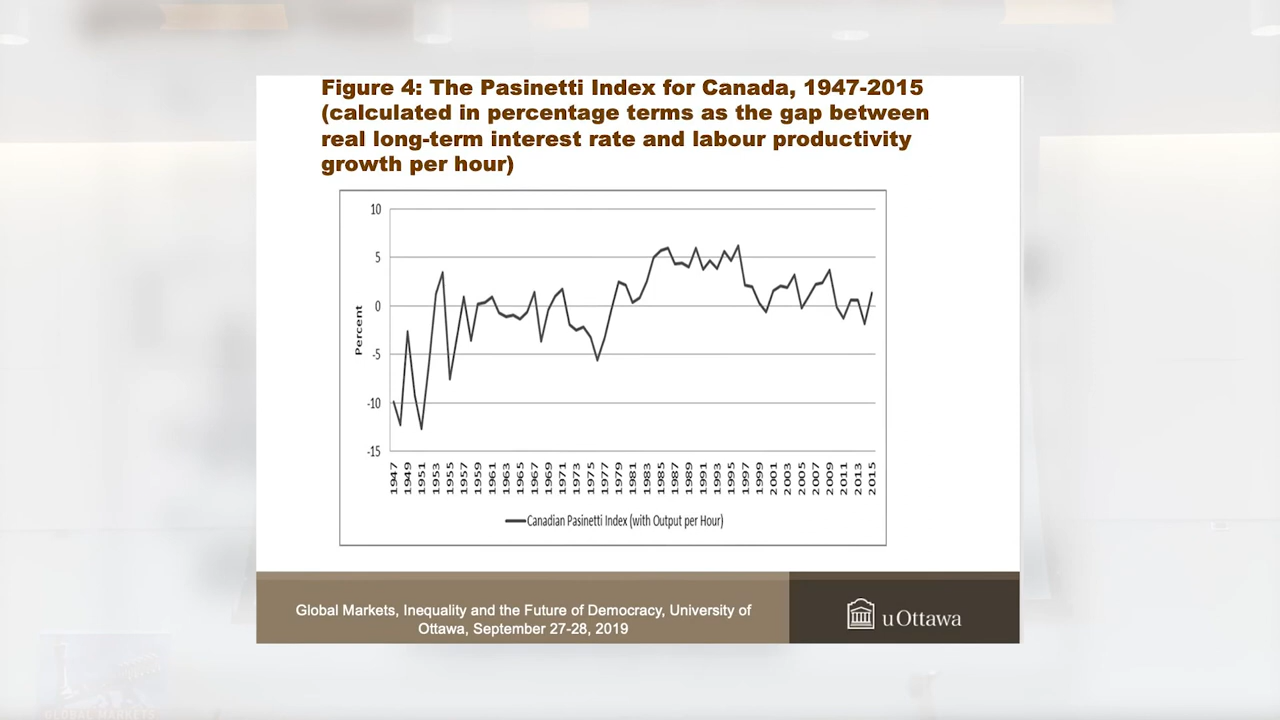 Figure 4: The Pasinetti Index for Canada, 1947-2015
(calculated in percentage terms as the gap between
real long-term interest rate and labour productivity
growth per hour)
10
5
0
-5
-10
-15
Percent
1947 1949 1951 1953 1955 1957 1959 1961 1963 1965 1967 1969 1971 1973 1975 1977 1979 1981 1983 1985 1987 1989 1991 1993 1995 1997 1999 2001 2003 2005 2007 2009 2011 2013 2015
Canadian Pasinetti Index (with Output per Hour)
Global Markets, Inequality and the Future of Democracy, University of
Ottawa, September 27-28, 2019
uOttawa
GLOBAL MARKETS